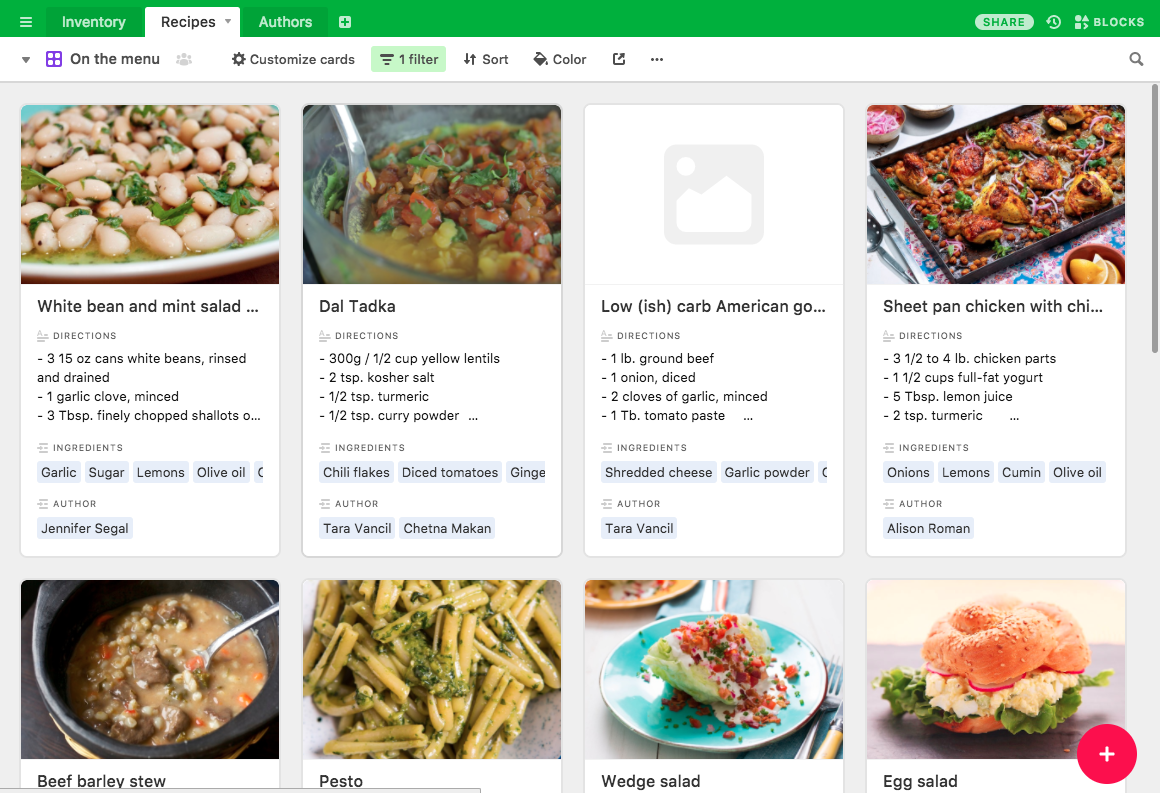 Inventory
Recipes
Authors
SHARE
BLOCKS
On the menu
Customize cards
1 filter
Sort
Color
White bean and mint salad ...
DIRECTIONS
- 3 15 oz cans white beans, rinsed
and drained
- 1 garlic clove, minced
- 3 Tbsp. finely chopped shallots o...
INGREDIENTS
Garlic Sugar Lemons Olive oil
AUTHOR
Jennifer Segal
Dal Tadka
DIRECTIONS
- 300g / 1/2 cup yellow lentils
- 2 tsp. kosher salt
- 1/2 tsp. turmeric
- 1/2 tsp. curry powder ...
INGREDIENTS
Chili flakes Diced tomatoes Ginge
AUTHOR
Tara Vancil Chetna Makan
Low (ish) carb American go...
DIRECTIONS
- 1 lb. ground beef
- 1 onion, diced
- 2 cloves of garlic, minced
- 1 Tb. tomato paste ...
INGREDIENTS
Shredded cheese Garlic powder
AUTHOR
Tara Vancil
Sheet pan chicken with chi...
DIRECTIONS
- 3 1/2 to 4 lb. chicken parts
- 1 1/2 cups full-fat yogurt
- 5 Tbsp. lemon juice
- 2 tsp. turmeric ...
INGREDIENTS
Onions Lemons Cumin Olive oil
AUTHOR
Alison Roman
Beef barley stew
Pesto
Wedge salad
Egg salad